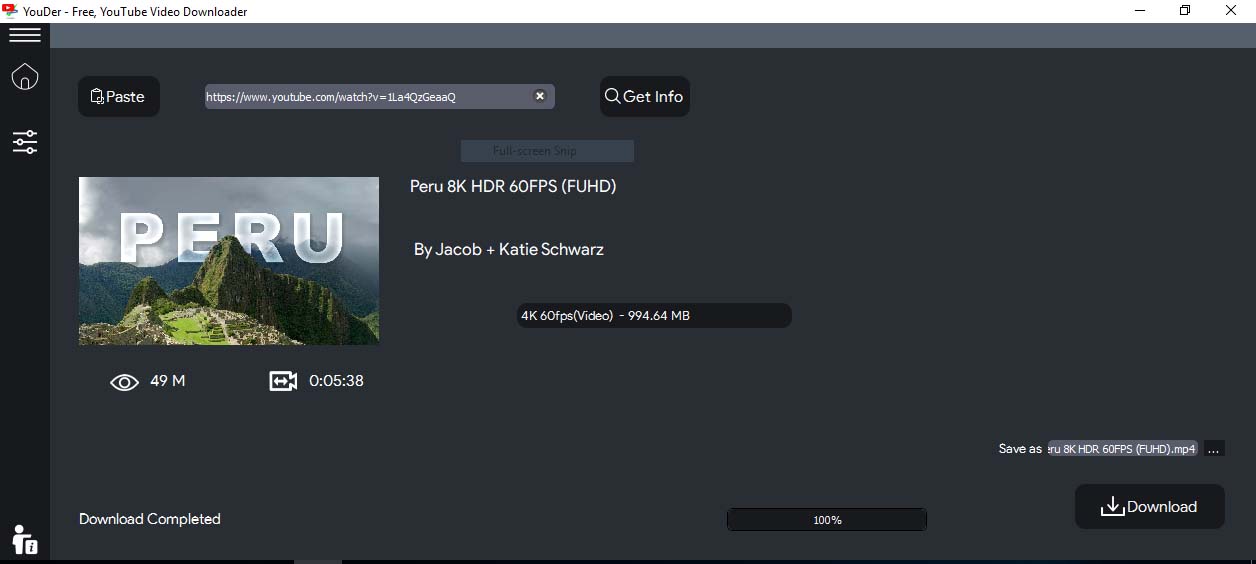 YouDer - Free, YouTube Video Downloader
Paste
https://www.youtube.com/watch?v=1La4QzGeaaQ
Get Info
Full-screen Snip
Peru 8K HDR 60FPS (FUHD)
PERU
By Jacob + Katie Schwarz
4K 60fps(Video) - 994.64 MB
49 M
0:05:38
Save as eru 8K HDR 60FPS (FUHD).mp4 ...
Download
Download Completed
100%